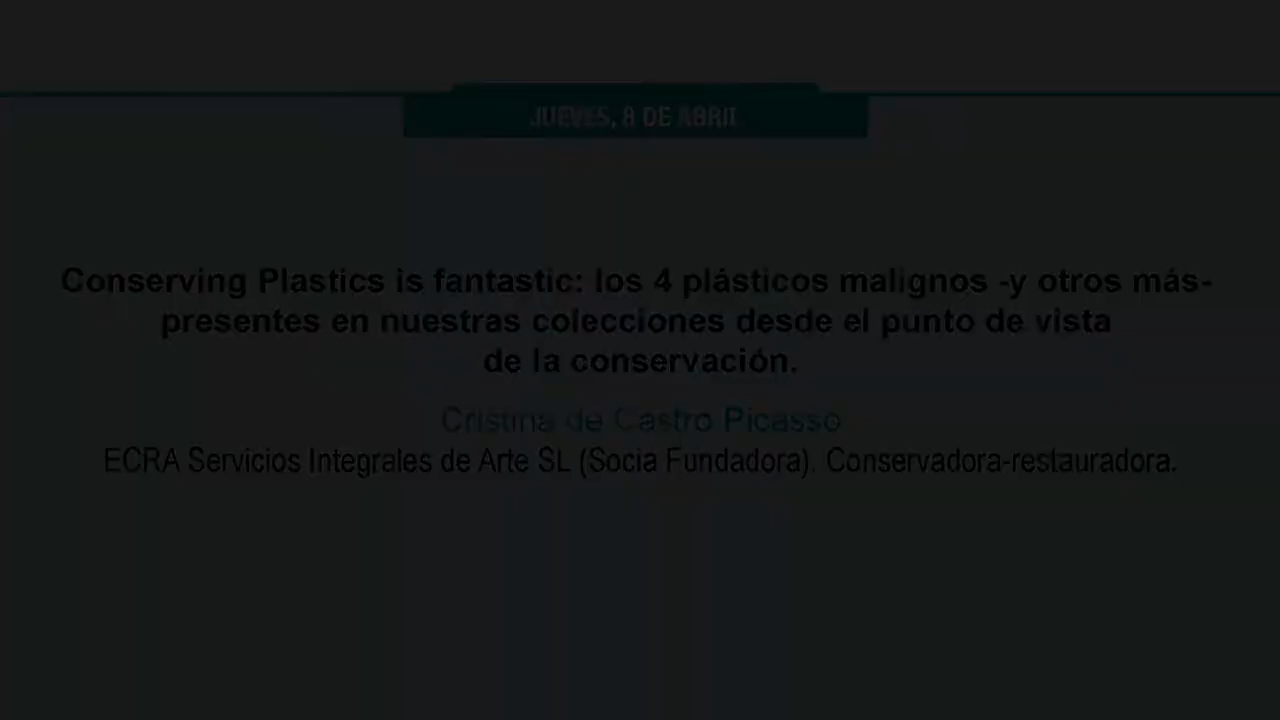 JUEVES, 8 DE ABRIL
Conserving Plastics is fantastic: los 4 plásticos malignos -y otros más-
presentes en nuestras colecciones desde el punto de vista
de la conservación.
Cristina de Castro Picasso
ECRA Servicios Integrales de Arte SL (Socia Fundadora). Conservadora-restauradora.